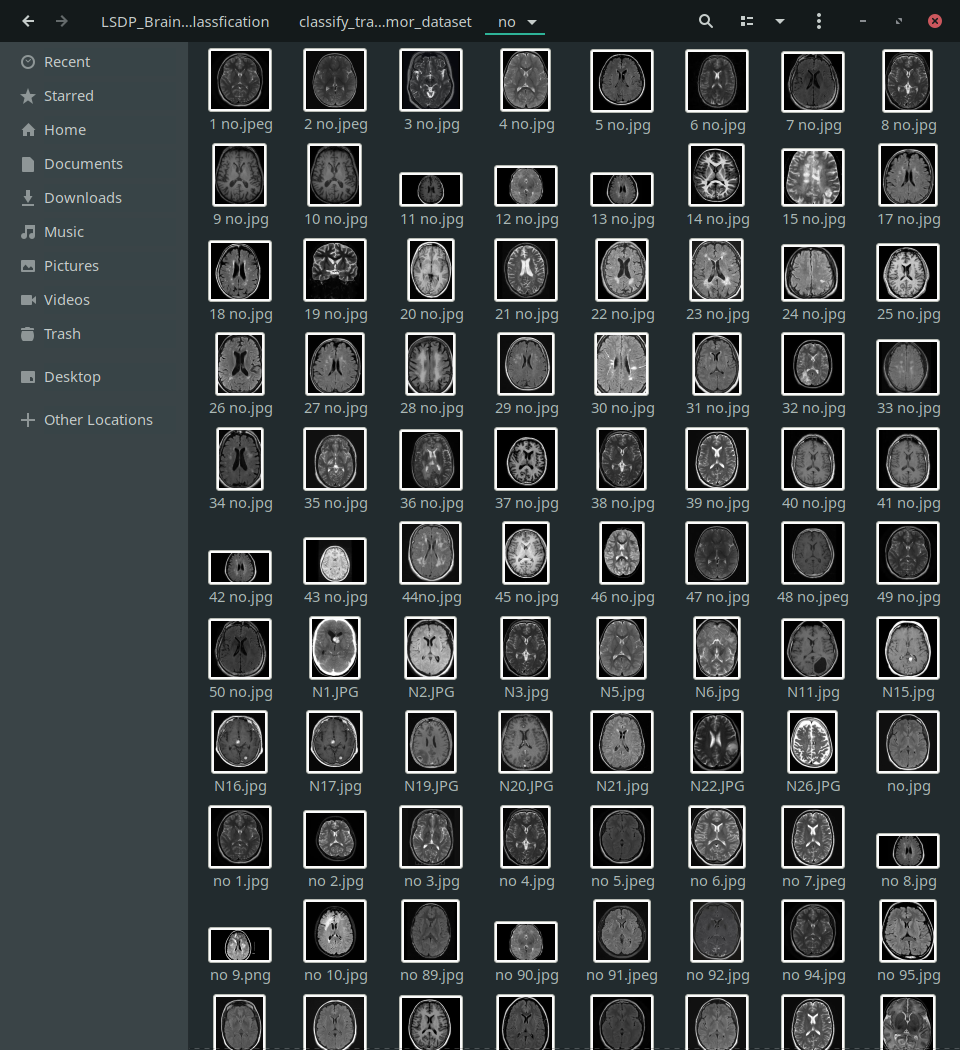 LSDP_Brain...lassfication classify_tra...mor_dataset no
Recent
Starred
Home
Documents
Downloads
Music
Pictures
Videos
Trash
Desktop
Other Locations
1 no.jpeg 2 no.jpeg 3 no.jpg 4 no.jpg 5 no.jpg 6 no.jpg 7 no.jpg 8 no.jpg
9 no.jpg 10 no.jpg 11 no.jpg 12 no.jpg 13 no.jpg 14 no.jpg 15 no.jpg 17 no.jpg
18 no.jpg 19 no.jpg 20 no.jpg 21 no.jpg 22 no.jpg 23 no.jpg 24 no.jpg 25 no.jpg
26 no.jpg 27 no.jpg 28 no.jpg 29 no.jpg 30 no.jpg 31 no.jpg 32 no.jpg 33 no.jpg
34 no.jpg 35 no.jpg 36 no.jpg 37 no.jpg 38 no.jpg 39 no.jpg 40 no.jpg 41 no.jpg
42 no.jpg 43 no.jpg 44no.jpg 45 no.jpg 46 no.jpg 47 no.jpg 48 no.jpeg 49 no.jpg
50 no.jpg N1.JPG N2.JPG N3.jpg N5.jpg N6.jpg N11.jpg N15.jpg
N16.jpg N17.jpg N19.JPG N20.JPG N21.jpg N22.JPG N26.JPG no.jpg
no 1.jpg no 2.jpg no 3.jpg no 4.jpg no 5.jpeg no 6.jpg no 7.jpeg no 8.jpg
no 9.png no 10.jpg no 89.jpg no 90.jpg no 91.jpeg no 92.jpg no 94.jpg no 95.jpg